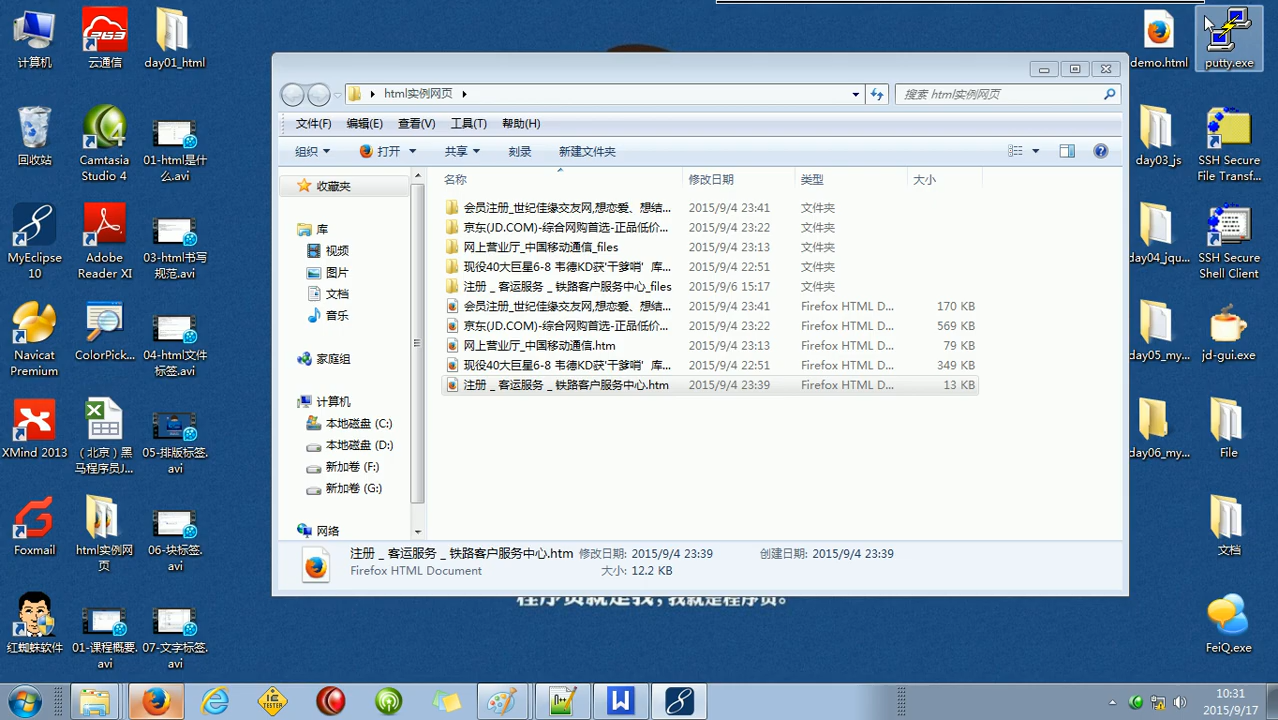 计算机
云通信
day01_html
回收站
Camtasia
Studio 4
01-html是什
么.avi
MyEclipse
10
Adobe
Reader XI
03-html书写
规范.avi
Navicat
Premium
ColorPick...
04-html文件
标签.avi
XMind 2013
（北京）黑
马程序员J...
05-排版标签.
avi
Foxmail
html实例网
页
06-块标签.
avi
红蜘蛛软件
01-课程概要.
avi
07-文字标签.
avi
html实例网页
搜索 html实例网页
文件(F) 编辑(E) 查看(V) 工具(T) 帮助(H)
组织 打开 共享 刻录 新建文件夹
收藏夹
库
视频
图片
文档
音乐
家庭组
计算机
本地磁盘 (C:)
本地磁盘 (D:)
新加卷 (F:)
新加卷 (G:)
网络
名称 修改日期 类型 大小
会员注册_世纪佳缘交友网,想恋爱、想结... 2015/9/4 23:41 文件夹
京东(JD.COM)-综合网购首选-正品低价... 2015/9/4 23:22 文件夹
网上营业厅_中国移动通信_files 2015/9/4 23:13 文件夹
现役40大巨星6-8 韦德KD获'干爹哨' 库... 2015/9/4 22:51 文件夹
注册 _ 客运服务 _ 铁路客户服务中心_files 2015/9/6 15:17 文件夹
会员注册_世纪佳缘交友网,想恋爱、想结... 2015/9/4 23:41 Firefox HTML D... 170 KB
京东(JD.COM)-综合网购首选-正品低价... 2015/9/4 23:22 Firefox HTML D... 569 KB
网上营业厅_中国移动通信.htm 2015/9/4 23:13 Firefox HTML D... 79 KB
现役40大巨星6-8 韦德KD获'干爹哨' 库... 2015/9/4 22:51 Firefox HTML D... 349 KB
注册 _ 客运服务 _ 铁路客户服务中心.htm 2015/9/4 23:39 Firefox HTML D... 13 KB
注册 _ 客运服务 _ 铁路客户服务中心.htm 修改日期: 2015/9/4 23:39 创建日期: 2015/9/4 23:39
Firefox HTML Document 大小: 12.2 KB
程序员就是我，我就是程序员。
demo.html
putty.exe
day03_js
SSH Secure
File Transf...
day04_jqu...
SSH Secure
Shell Client
day05_my...
jd-gui.exe
day06_my...
File
文档
FeiQ.exe
10:31
2015/9/17